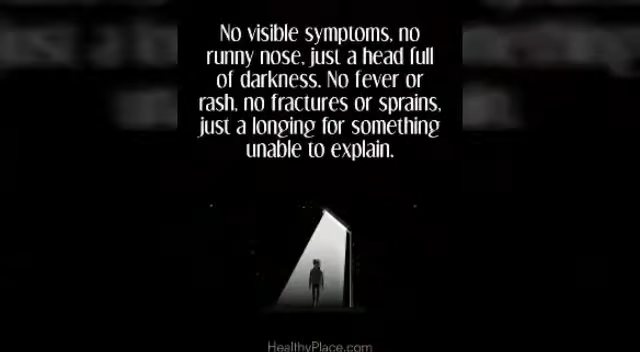 No visible symptoms, no
runny nose, just a head full
of darkness. No fever or
rash, no fractures or sprains,
just a longing for something
unable to explain.
HealthyPlace.com